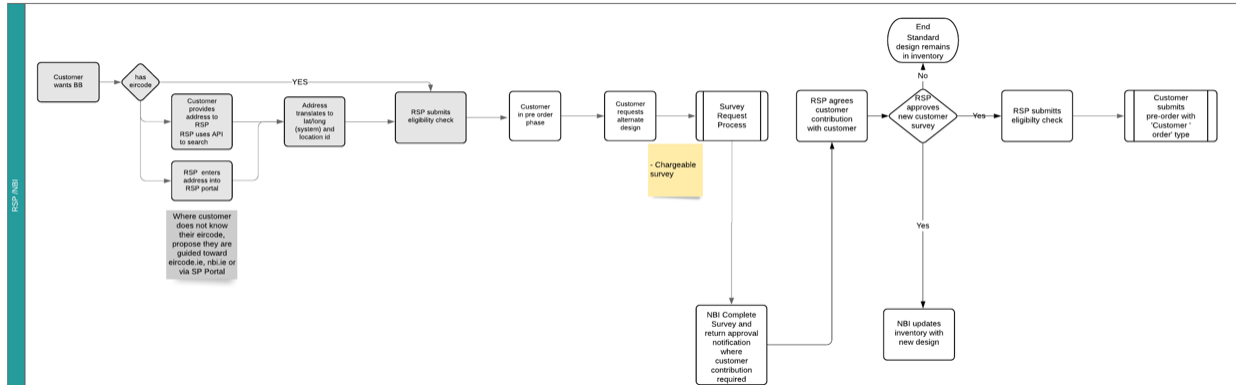 RSP /NBI
Customer
wants BB
has
eircode
YES
Customer
provides
address to
RSP
RSP uses API
to search
RSP enters
address into
RSP portal
Where customer
does not know
their eircode,
propose they are
guided toward
eircode.ie, nbi.ie or
via SP Portal
Address
translates to
lat/long
(system) and
location id
RSP submits
eligibility check
Customer
in pre order
phase
Customer
requests
alternate
design
Survey
Request
Process
- Chargeable
survey
NBI Complete
Survey and
return approval
notification
where
customer
contribution
required
RSP agrees
customer
contribution
with customer
RSP
approves
new customer
survey
No
End
Standard
design remains
in inventory
Yes
NBI updates
inventory with
new design
Yes
RSP submitts
eligibilty check
Customer
submits
pre-order with
'Customer '
order' type